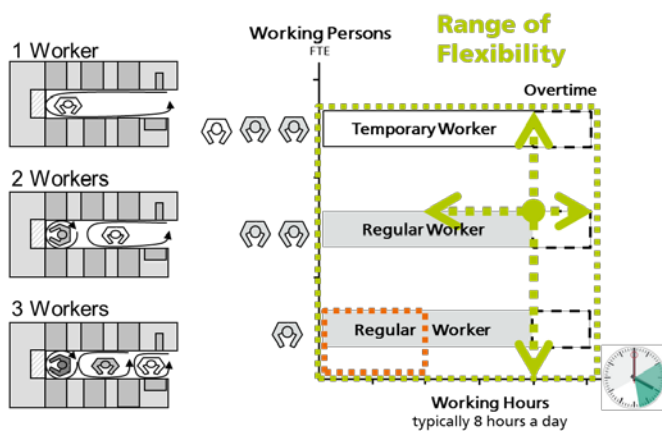 1 Worker
2 Workers
3 Workers
Working Persons
FTE
Range of
Flexibility
Overtime
Temporary Worker
Regular Worker
Regular Worker
Working Hours
typically 8 hours a day